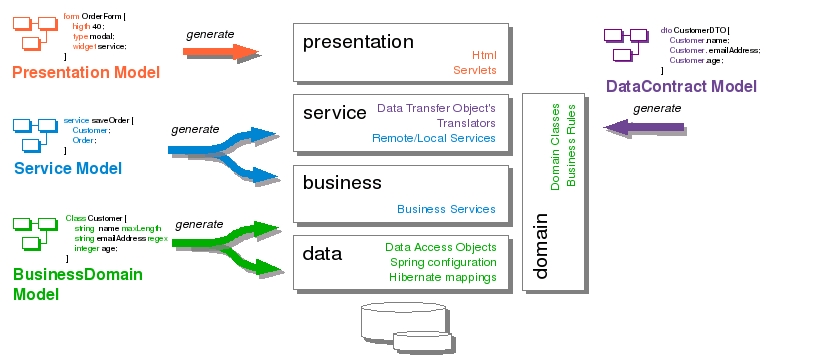 form OrderForm [
higth 40;
type modal;
widget service;
]
Presentation Model
generate
presentation
Html
Servlets
dto CustomerDTO [
Customer.name;
Customer.emailAddress;
Customer.age;
]
DataContract Model
generate
service saveOrder [
Customer;
Order;
]
Service Model
generate
service
Data Transfer Object's
Translators
Remote/Local Services
business
Business Services
Class Customer [
string name maxLength
string emailAddress regex
integer age;
]
BusinessDomain
Model
generate
data
Data Access Objects
Spring configuration
Hibernate mappings
domain
Domain Classes
Business Rules